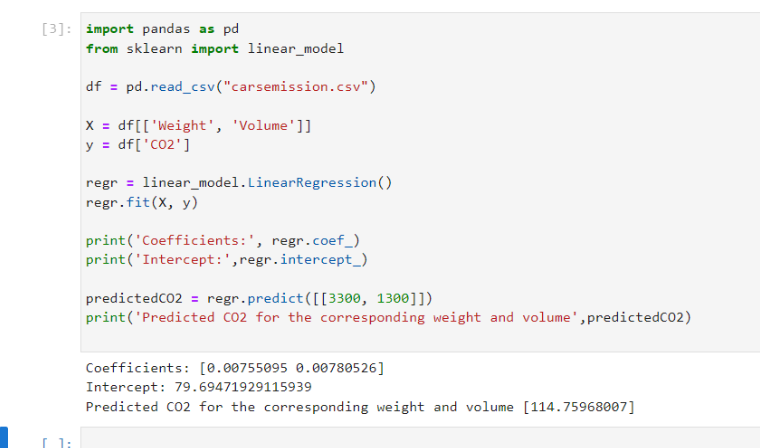 [3]: import pandas as pd
from sklearn import linear_model
df = pd.read_csv("carsemission.csv")
X = df[['Weight', 'Volume']]
y = df['CO2']
regr = linear_model.LinearRegression()
regr.fit(X, y)
print('Coefficients:', regr.coef_)
print('Intercept:',regr.intercept_)
predictedCO2 = regr.predict([[3300, 1300]])
print('Predicted CO2 for the corresponding weight and volume',predictedCO2)
Coefficients: [0.00755095 0.00780526]
Intercept: 79.69471929115939
Predicted CO2 for the corresponding weight and volume [114.75968007]
[ ]: